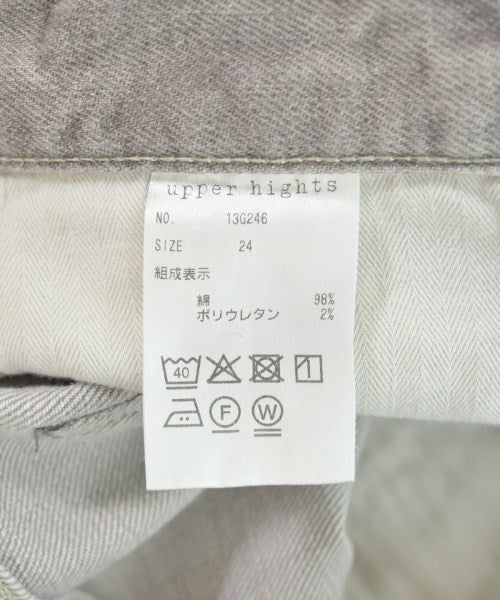 upper hights
NO. 13G246
SIZE 24
組成表示
綿 98%
ポリウレタン 2%
40
F W